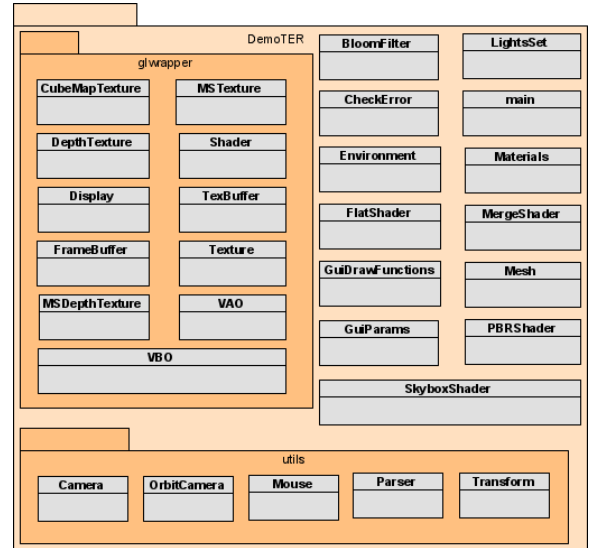 DemoTER
glwrapper
CubeMapTexture
MSTexture
DepthTexture
Shader
Display
TexBuffer
FrameBuffer
Texture
MSDepthTexture
VAO
VBO
BloomFilter
LightsSet
CheckError
main
Environment
Materials
FlatShader
MergeShader
GuiDrawFunctions
Mesh
GuiParams
PBRShader
SkyboxShader
utils
Camera
OrbitCamera
Mouse
Parser
Transform